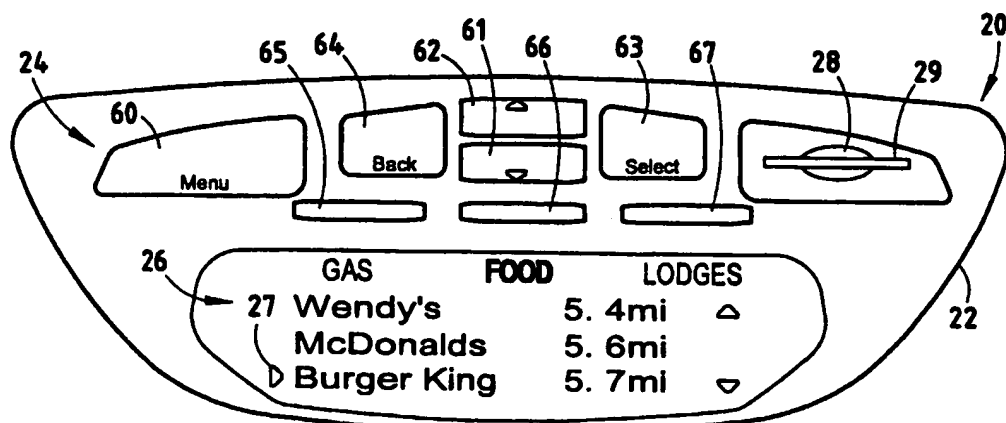 65 64 62 61 66 63 67 28 29 20
24
60
Menu Back Select
GAS FOOD LODGES
26
27 Wendy's 5. 4mi
22
McDonalds 5. 6mi
Burger King 5. 7mi